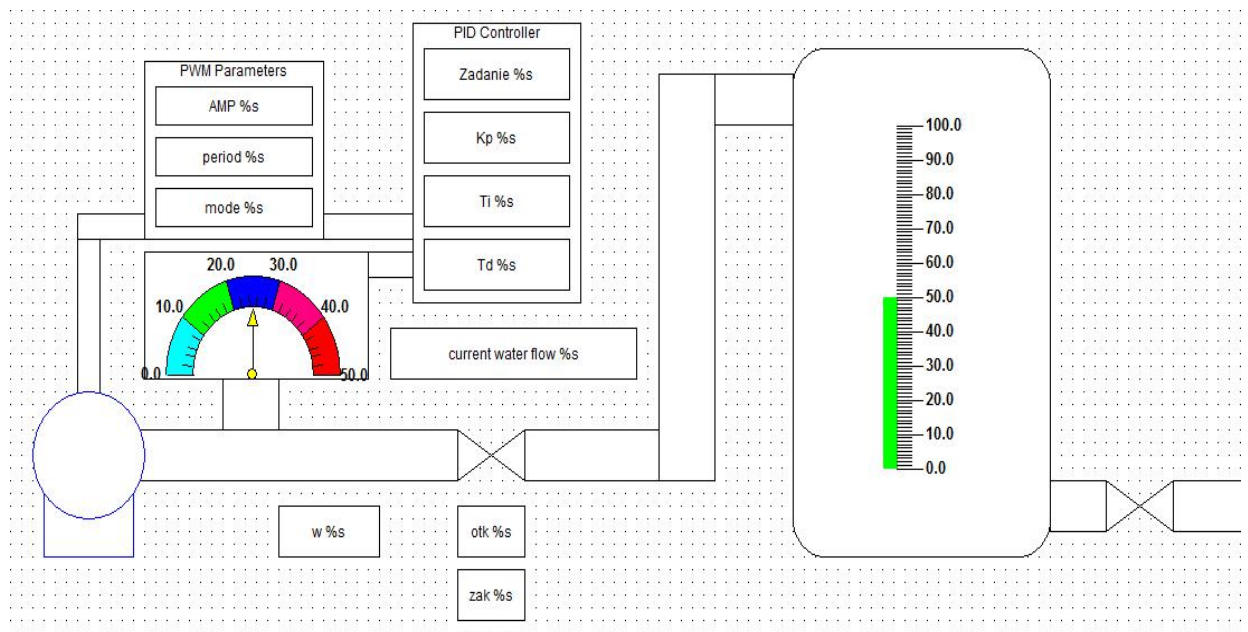 PID Controller
Zadanie %s
Kp %s
Ti %s
Td %s
PWM Parameters
AMP %s
period %s
mode %s
0.0
10.0
20.0
30.0
40.0
50.0
current water flow %s
w %s
otk %s
zak %s
100.0
90.0
80.0
70.0
60.0
50.0
40.0
30.0
20.0
10.0
0.0